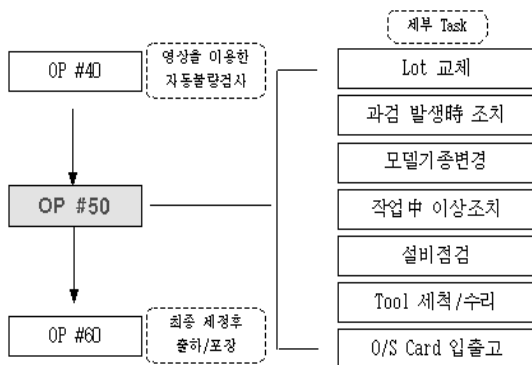 세부 Task
OP #40
영상을 이용한
자동불량검사
Lot 교체
과검 발생時 조치
모델기종변경
OP #50
작업中 이상조치
설비점검
Tool 세척/수리
OP #60
최종 세정후
출하/포장
O/S Card 입출고